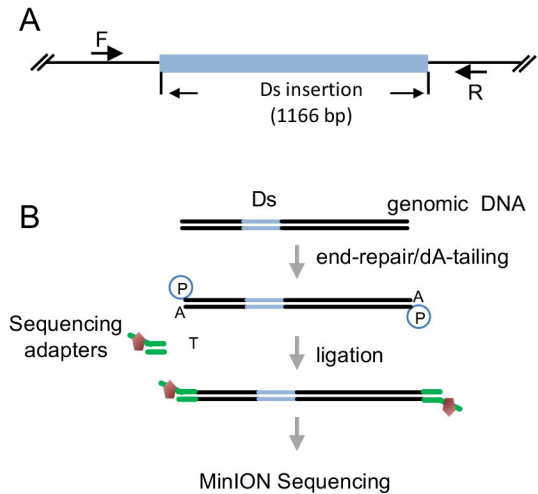 A
F
Ds insertion
(1166 bp)
R
B
Ds
genomic DNA
end-repair/dA-tailing
P
A
A
P
Sequencing
adapters
T
ligation
MinION Sequencing